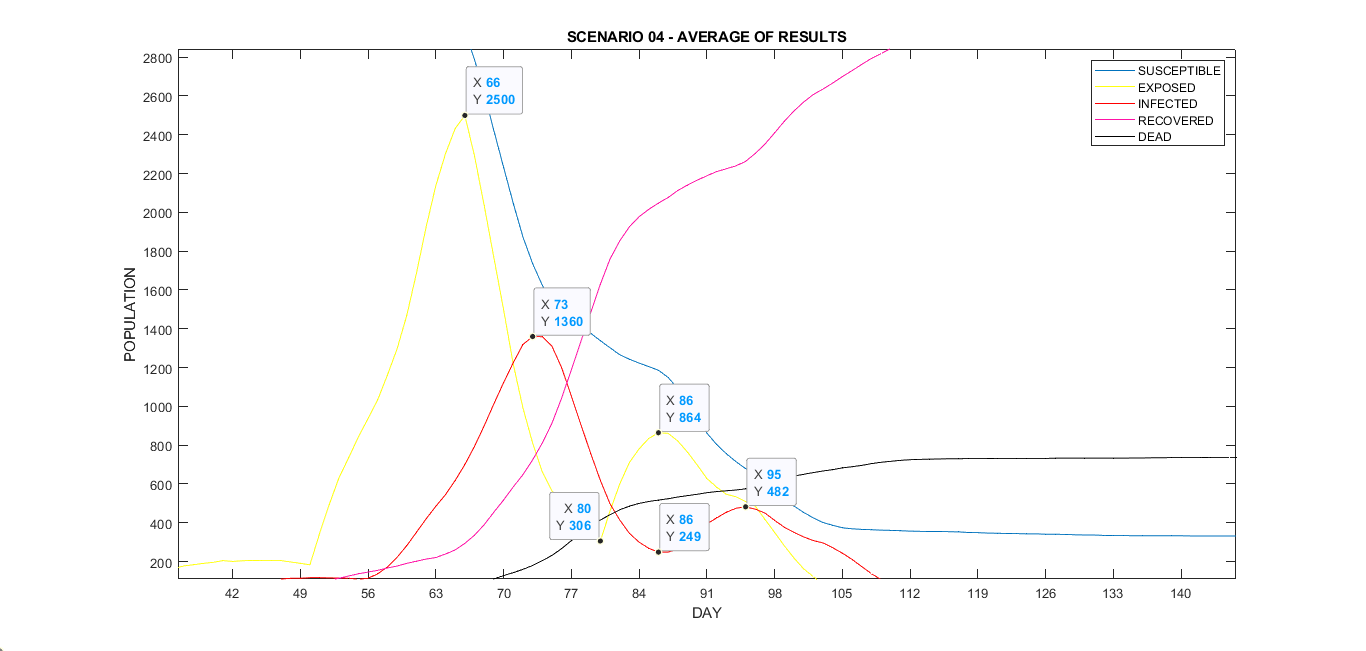 SCENARIO 04 - AVERAGE OF RESULTS
2800
2600
2400
2200
2000
1800
1600
1400
1200
1000
800
600
400
200
POPULATION
X 66
Y 2500
X 73
Y 1360
X 80
Y 306
X 86
Y 864
X 86
Y 249
X 95
Y 482
SUSCEPTIBLE
EXPOSED
INFECTED
RECOVERED
DEAD
42 49 56 63 70 77 84 91 98 105 112 119 126 133 140
DAY